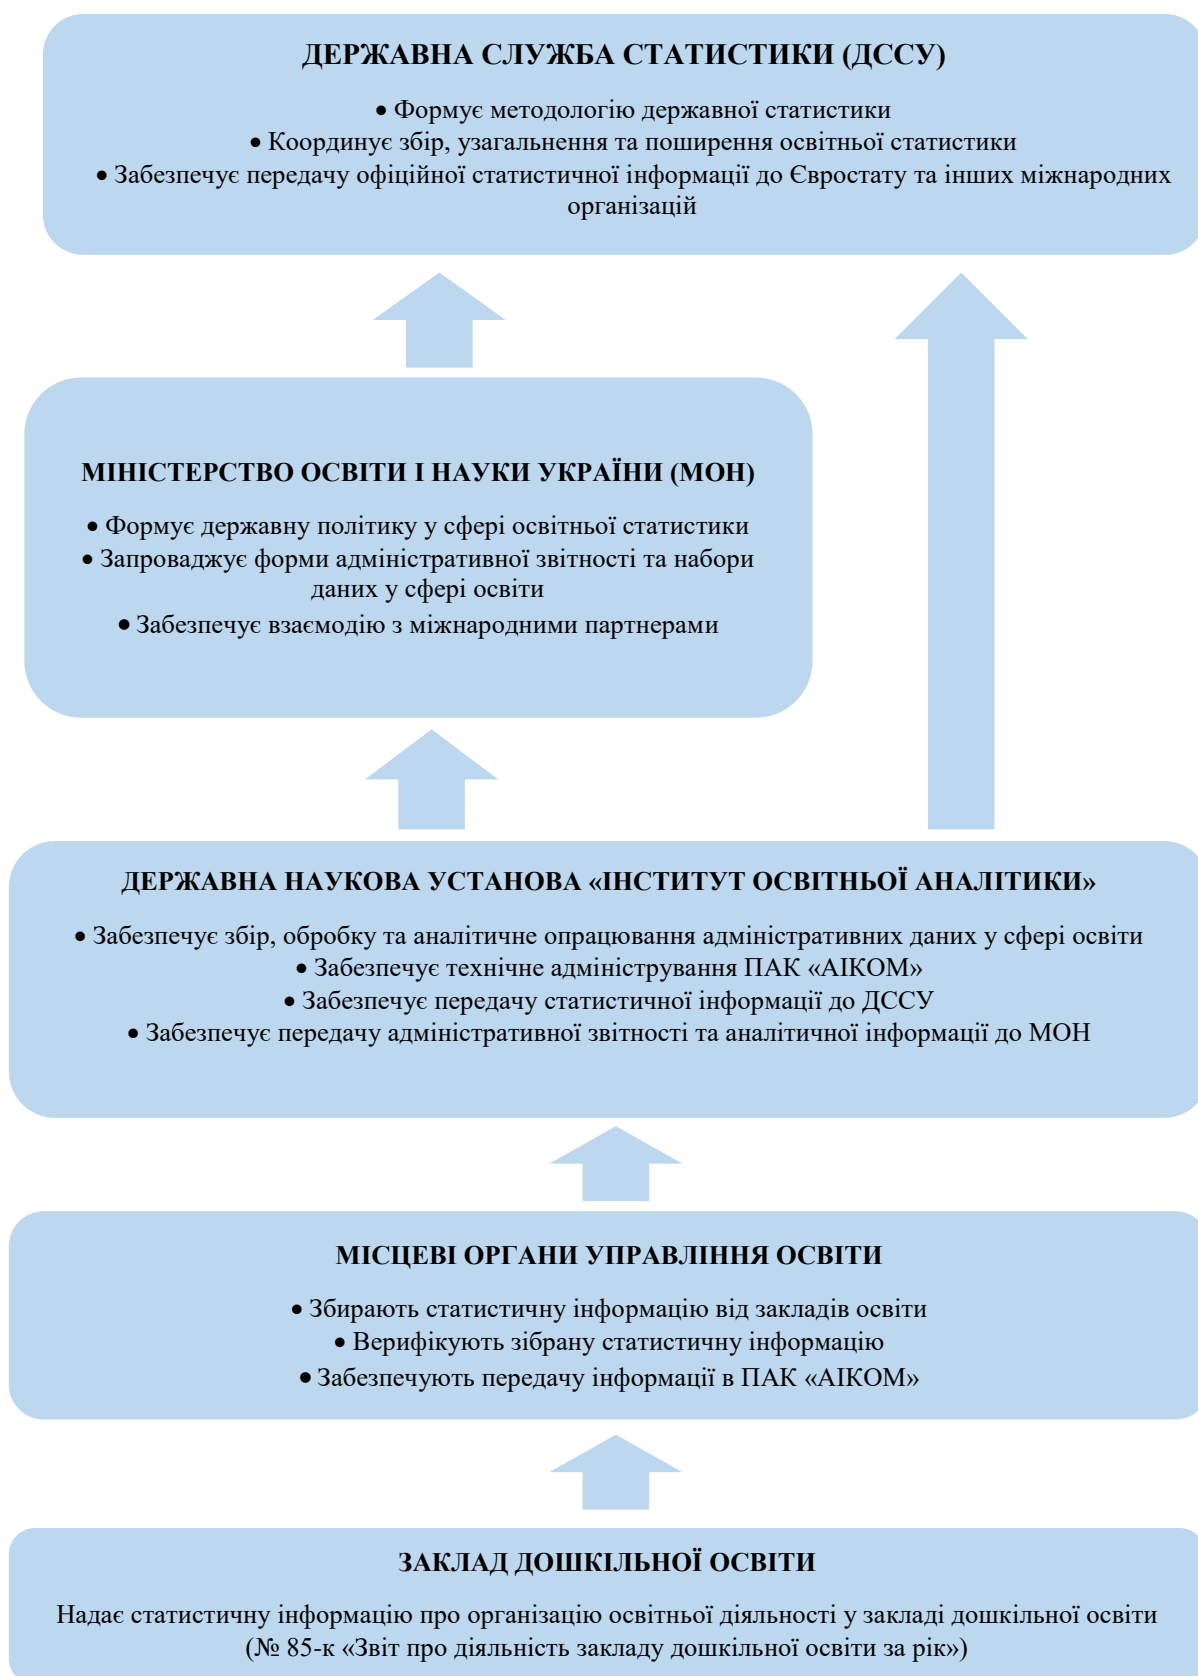 ДЕРЖАВНА СЛУЖБА СТАТИСТИКИ (ДССУ)
• Формує методологію державної статистики
• Координує збір, узагальнення та поширення освітньої статистики
• Забезпечує передачу офіційної статистичної інформації до Євростату та інших міжнародних
організацій
МІНІСТЕРСТВО ОСВІТИ І НАУКИ УКРАЇНИ (МОН)
• Формує державну політику у сфері освітньої статистики
• Запроваджує форми адміністративної звітності та набори
даних у сфері освіти
• Забезпечує взаємодію з міжнародними партнерами
ДЕРЖАВНА НАУКОВА УСТАНОВА «ІНСТИТУТ ОСВІТНЬОЇ АНАЛІТИКИ»
• Забезпечує збір, обробку та аналітичне опрацювання адміністративних даних у сфері освіти
• Забезпечує технічне адміністрування ПАК «АІКОМ»
• Забезпечує передачу статистичної інформації до ДССУ
• Забезпечує передачу адміністративної звітності та аналітичної інформації до МОН
МІСЦЕВІ ОРГАНИ УПРАВЛІННЯ ОСВІТИ
• Збирають статистичну інформацію від закладів освіти
• Верифікують зібрану статистичну інформацію
• Забезпечують передачу інформації в ПАК «АІКОМ»
ЗАКЛАД ДОШКІЛЬНОЇ ОСВІТИ
Надає статистичну інформацію про організацію освітньої діяльності у закладі дошкільної освіти
(№ 85-к «Звіт про діяльність закладу дошкільної освіти за рік»)